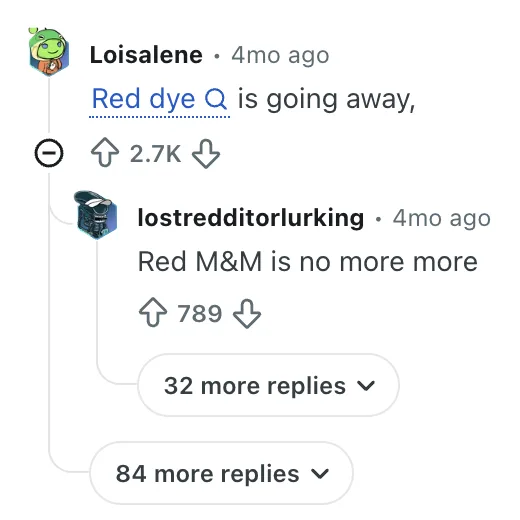 Loisalene • 4mo ago
Red dye is going away,
2.7K
lostredditorlurking • 4mo ago
Red M&M is no more more
789
32 more replies
84 more replies